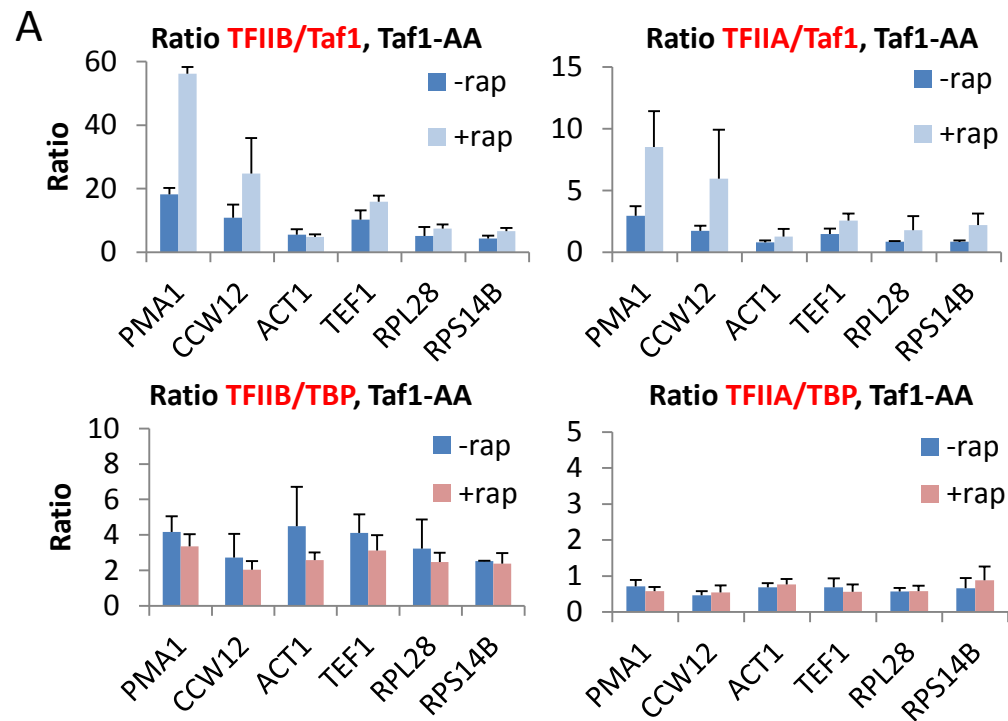 A
Ratio TFIIB/Taf1, Taf1-AA
Ratio
60
40
20
0
-rap
+rap
PMA1
CCW12
ACT1
TEF1
RPL28
RPS14B
Ratio TFIIA/Taf1, Taf1-AA
15
10
5
0
-rap
+rap
PMA1
CCW12
ACT1
TEF1
RPL28
RPS14B
Ratio TFIIB/TBP, Taf1-AA
Ratio
10
8
6
4
2
0
-rap
+rap
PMA1
CCW12
ACT1
TEF1
RPL28
RPS14B
Ratio TFIIA/TBP, Taf1-AA
5
4
3
2
1
0
-rap
+rap
PMA1
CCW12
ACT1
TEF1
RPL28
RPS14B